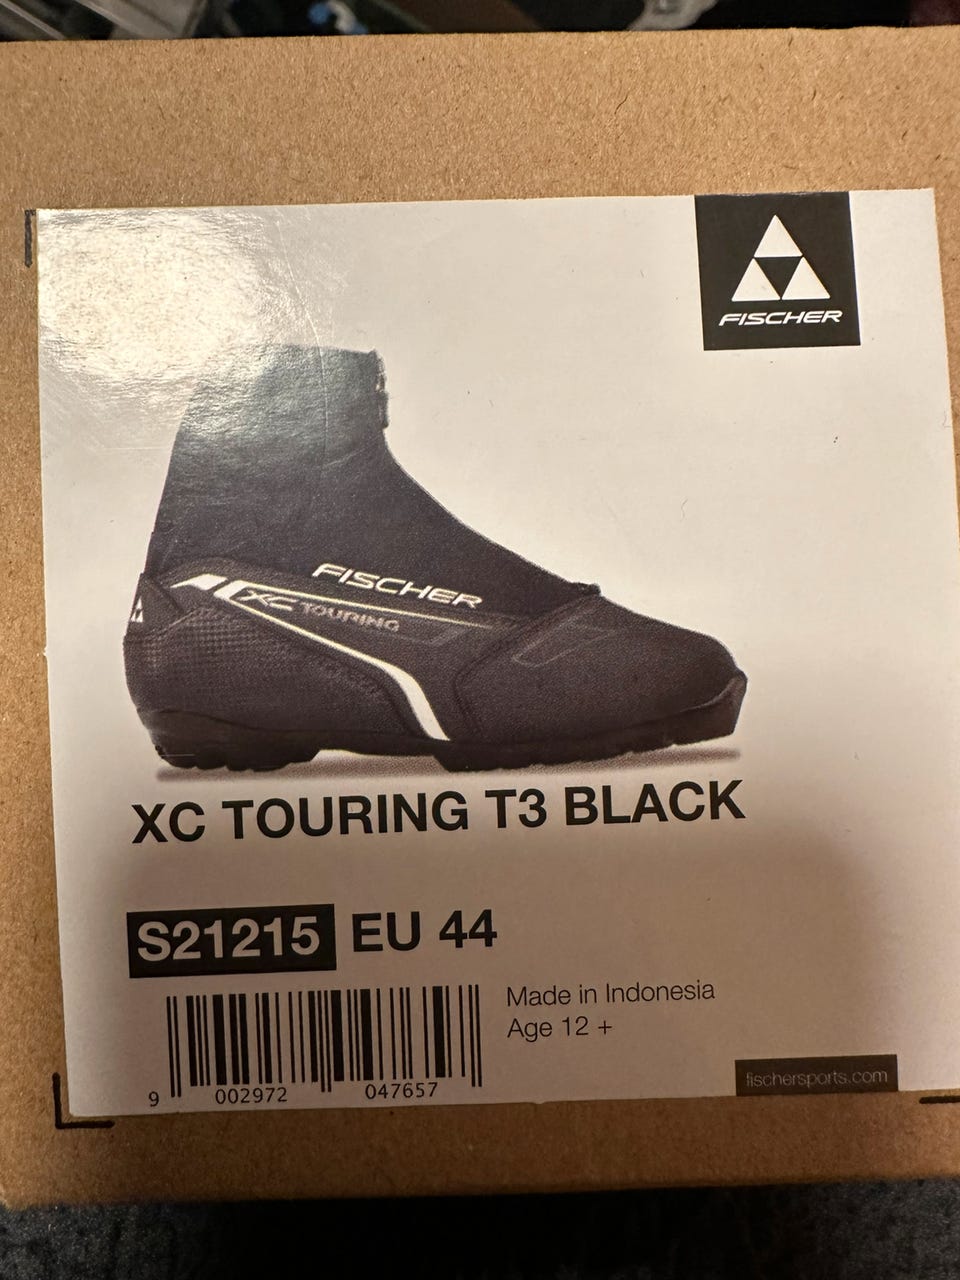 FISCHER
FISCHER
XC TOURING
XC TOURING T3 BLACK
S21215 EU 44
Made in Indonesia
Age 12 +
9 002972 047657
fischersports.com